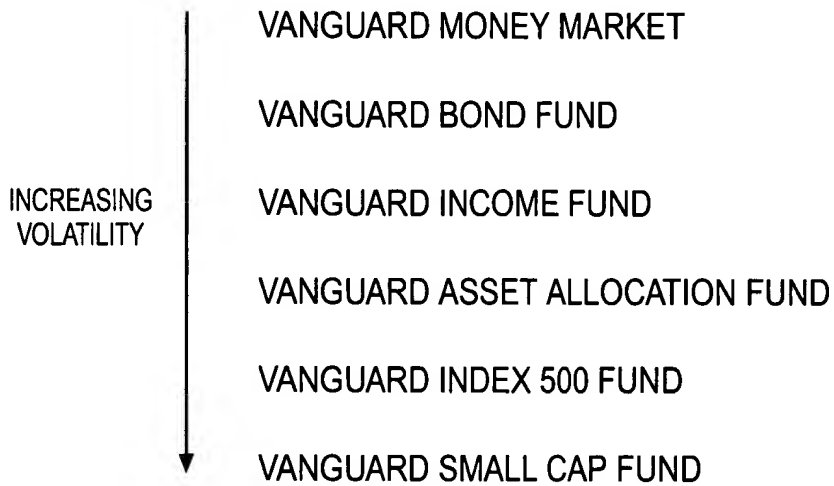 VANGUARD MONEY MARKET
VANGUARD BOND FUND
INCREASING
VOLATILITY
VANGUARD INCOME FUND
VANGUARD ASSET ALLOCATION FUND
VANGUARD INDEX 500 FUND
VANGUARD SMALL CAP FUND